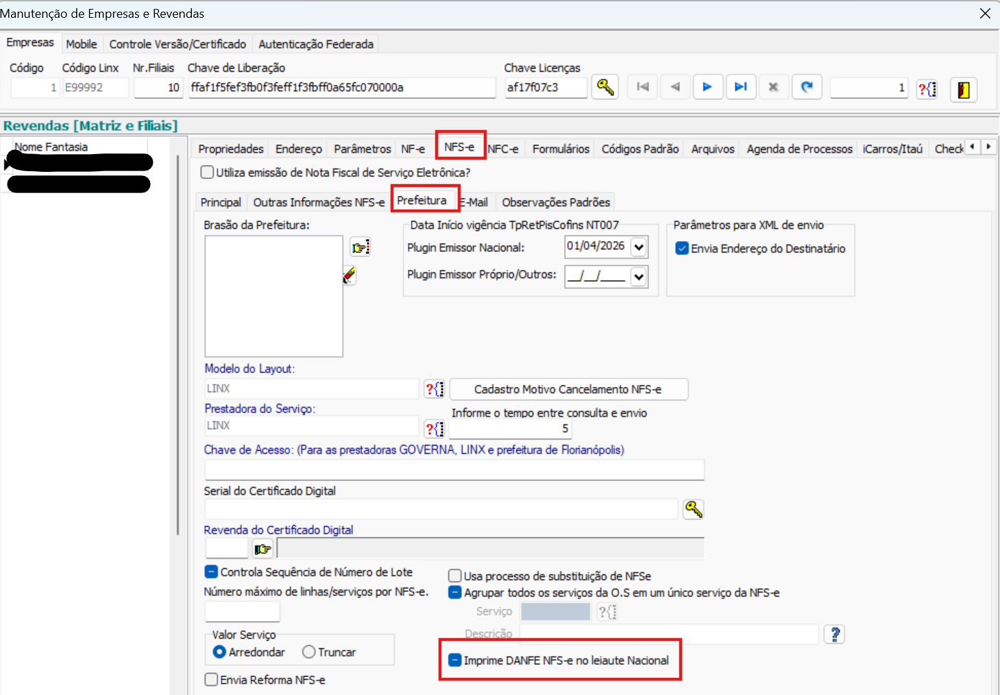 Manutenção de Empresas e Revendas
Empresas Mobile Controle Versão/Certificado Autenticação Federada
Código Código Linx Nr.Filiais Chave de Liberação Chave Licenças
1 E99992 10 ffaf1f5fef3fb0f3feff1f3fbff0a65fc070000a af17f07c3 1
Revendas [Matriz e Filiais]
Nome Fantasia
Propriedades Endereço Parâmetros NF-e NFS-e NFC-e Formulários Códigos Padrão Arquivos Agenda de Processos iCarros/Itaú Check
Utiliza emissão de Nota Fiscal de Serviço Eletrônica?
Principal Outras Informações NFS-e Prefeitura E-Mail Observações Padrões
Brasão da Prefeitura:
Data Início vigência TpRetPisCofins NT007
Parâmetros para XML de envio
Plugin Emissor Nacional: 01/04/2026
Envia Endereço do Destinatário
Plugin Emissor Próprio/Outros: __/__/____
Modelo do Layout:
LINX
Cadastro Motivo Cancelamento NFS-e
Prestadora do Serviço:
Informe o tempo entre consulta e envio
LINX
5
Chave de Acesso: (Para as prestadoras GOVERNA, LINX e prefeitura de Florianópolis)
Serial do Certificado Digital
Revenda do Certificado Digital
Controla Sequência de Número de Lote
Usa processo de substituição de NFSe
Número máximo de linhas/serviços por NFS-e.
Agrupar todos os serviços da O.S em um único serviço da NFS-e
Serviço
Descrição
Valor Serviço
Arredondar Truncar
Imprime DANFE NFS-e no leiaute Nacional
Envia Reforma NFS-e